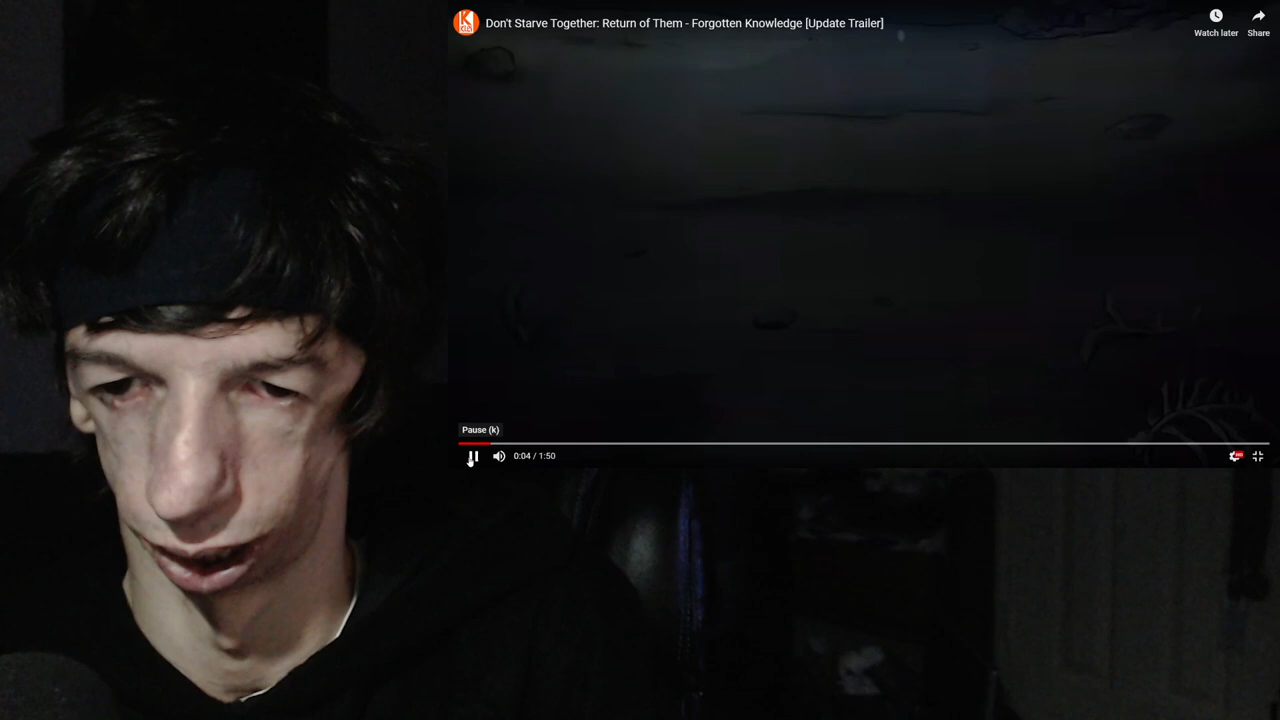 Don't Starve Together: Return of Them - Forgotten Knowledge [Update Trailer]
Watch later
Share
Pause (k)
0:04 / 1:50